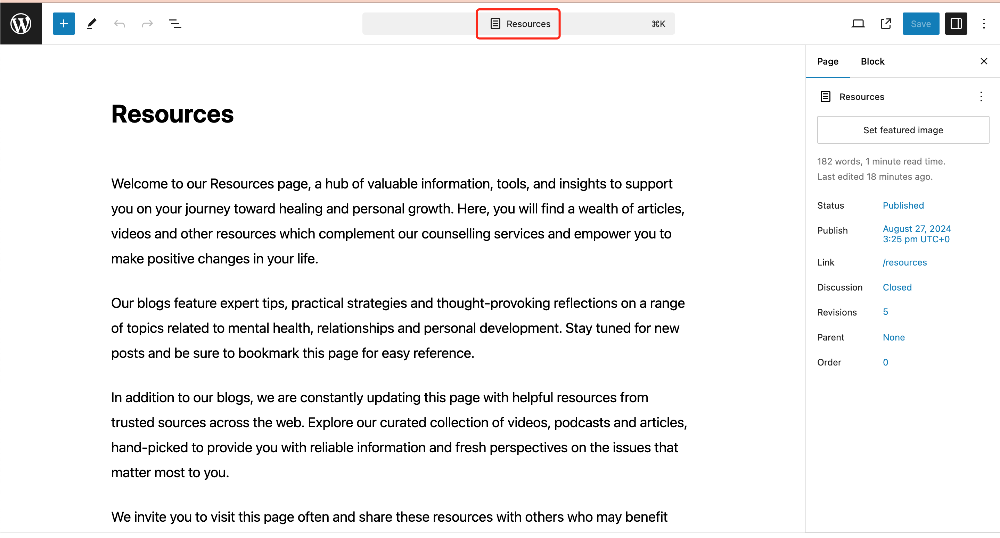 Resources
⌘K
Save
Page
Block
Resources
Resources
Set featured image
Welcome to our Resources page, a hub of valuable information, tools, and insights to support
you on your journey toward healing and personal growth. Here, you will find a wealth of articles,
videos and other resources which complement our counselling services and empower you to
make positive changes in your life.
Our blogs feature expert tips, practical strategies and thought-provoking reflections on a range
of topics related to mental health, relationships and personal development. Stay tuned for new
posts and be sure to bookmark this page for easy reference.
In addition to our blogs, we are constantly updating this page with helpful resources from
trusted sources across the web. Explore our curated collection of videos, podcasts and articles,
hand-picked to provide you with reliable information and fresh perspectives on the issues that
matter most to you.
We invite you to visit this page often and share these resources with others who may benefit
182 words, 1 minute read time.
Last edited 18 minutes ago.
Status Published
Publish August 27, 2024
3:25 pm UTC+0
Link /resources
Discussion Closed
Revisions 5
Parent None
Order 0